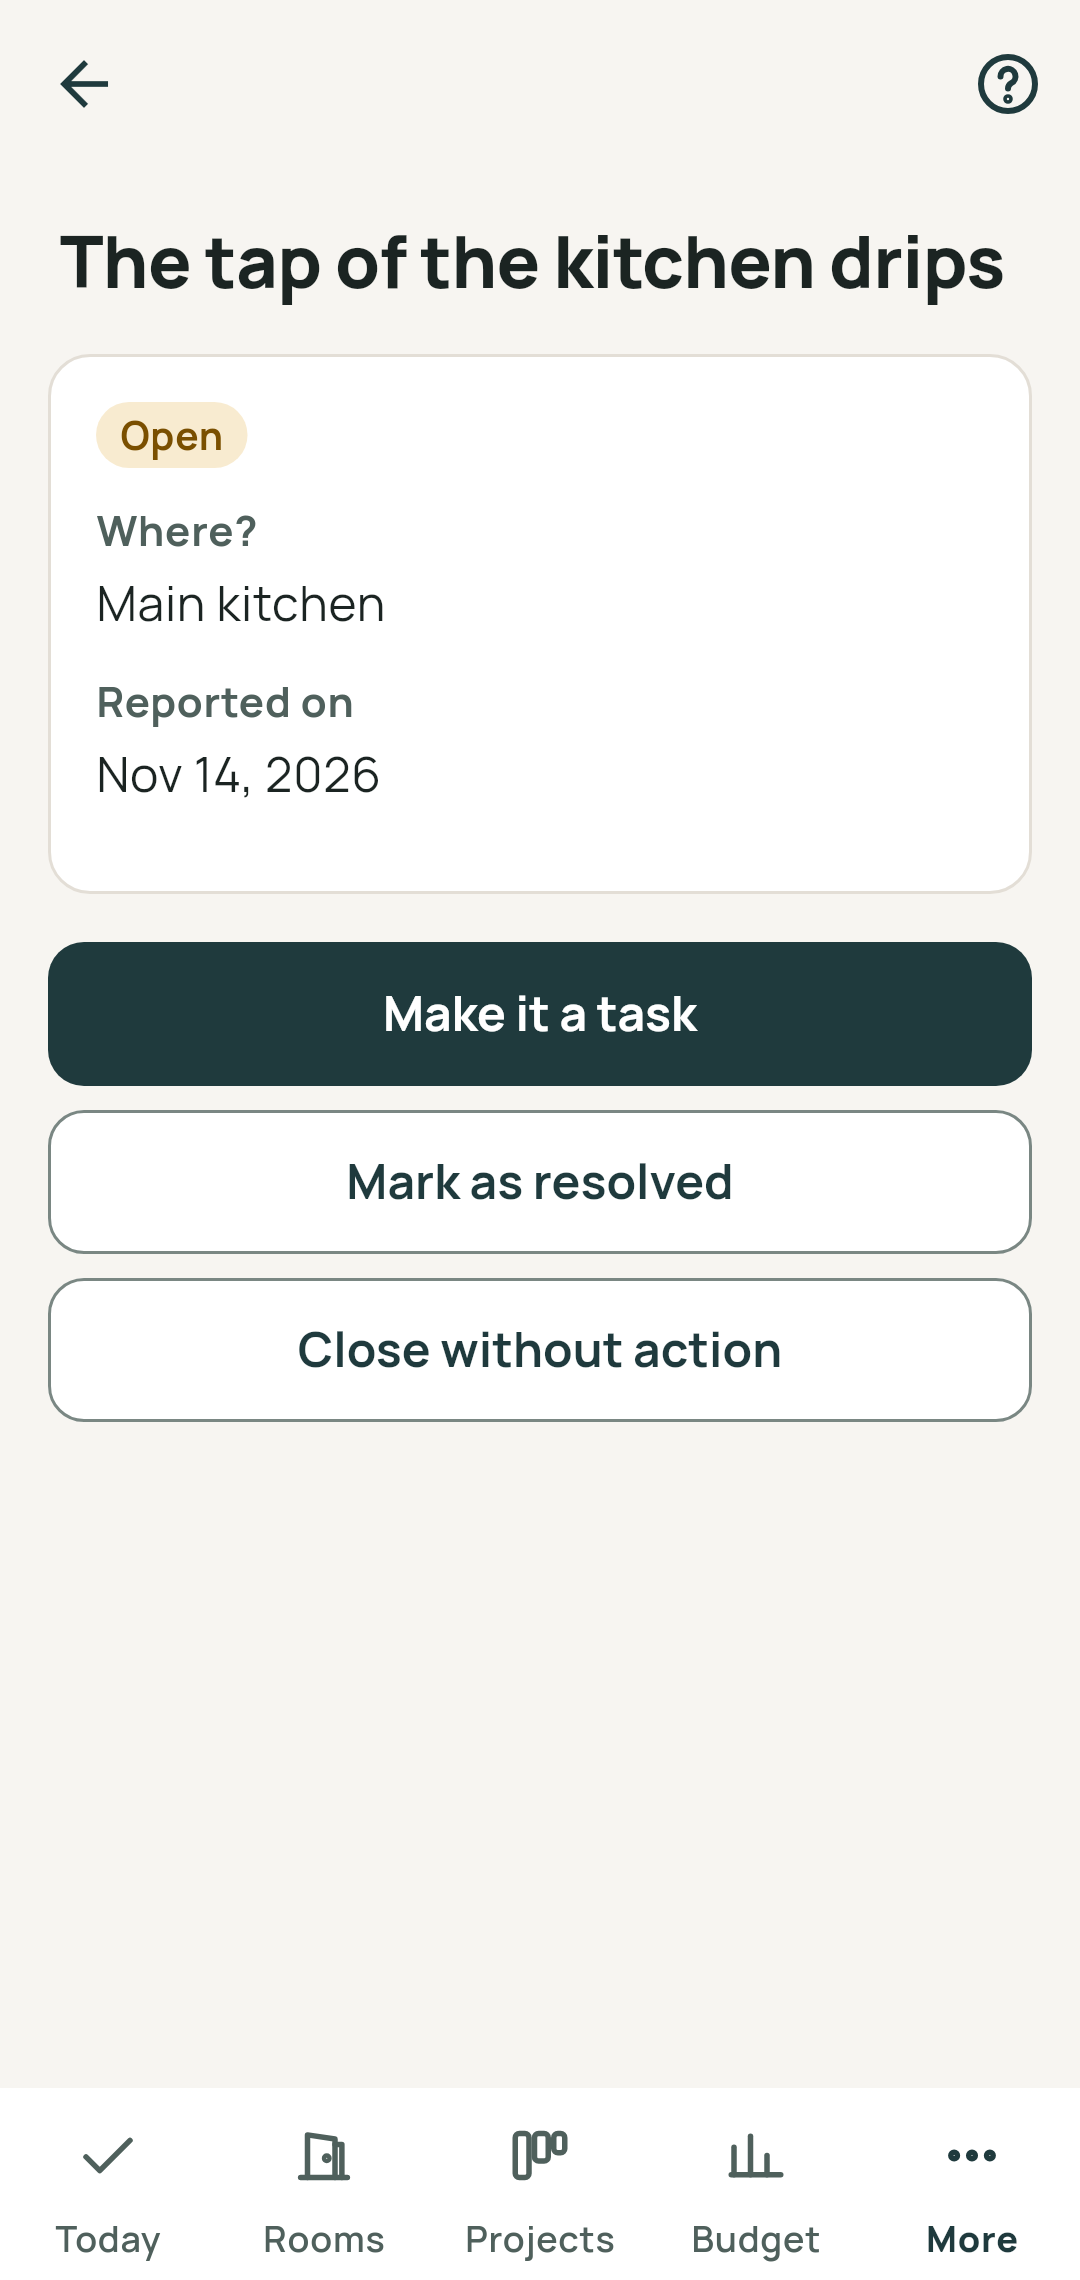 The tap of the kitchen drips
Open
Where?
Main kitchen
Reported on
Nov 14, 2026
Make it a task
Mark as resolved
Close without action
Today
Rooms
Projects
Budget
More